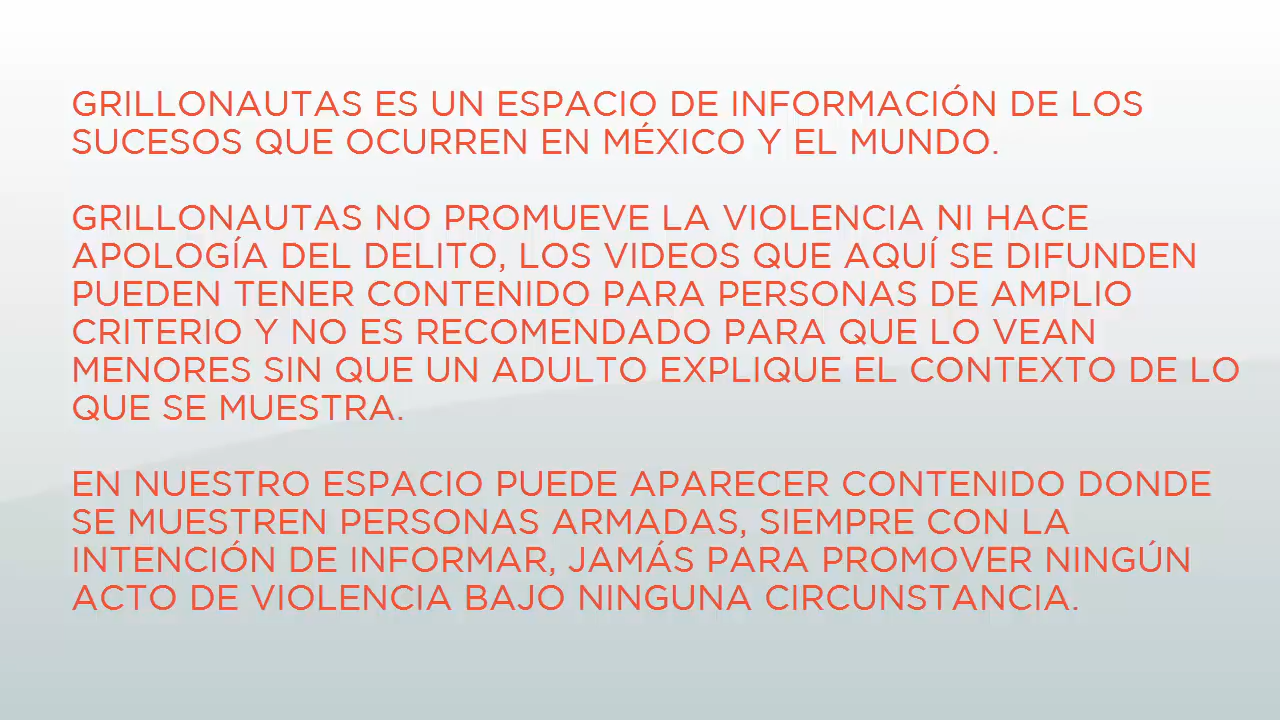 GRILLONAUTAS ES UN ESPACIO DE INFORMACIÓN DE LOS
SUCESOS QUE OCURREN EN MÉXICO Y EL MUNDO.
GRILLONAUTAS NO PROMUEVE LA VIOLENCIA NI HACE
APOLOGÍA DEL DELITO, LOS VIDEOS QUE AQUÍ SE DIFUNDEN
PUEDEN TENER CONTENIDO PARA PERSONAS DE AMPLIO
CRITERIO Y NO ES RECOMENDADO PARA QUE LO VEAN
MENORES SIN QUE UN ADULTO EXPLIQUE EL CONTEXTO DE LO
QUE SE MUESTRA.
EN NUESTRO ESPACIO PUEDE APARECER CONTENIDO DONDE
SE MUESTREN PERSONAS ARMADAS, SIEMPRE CON LA
INTENCIÓN DE INFORMAR, JAMÁS PARA PROMOVER NINGÚN
ACTO DE VIOLENCIA BAJO NINGUNA CIRCUNSTANCIA.